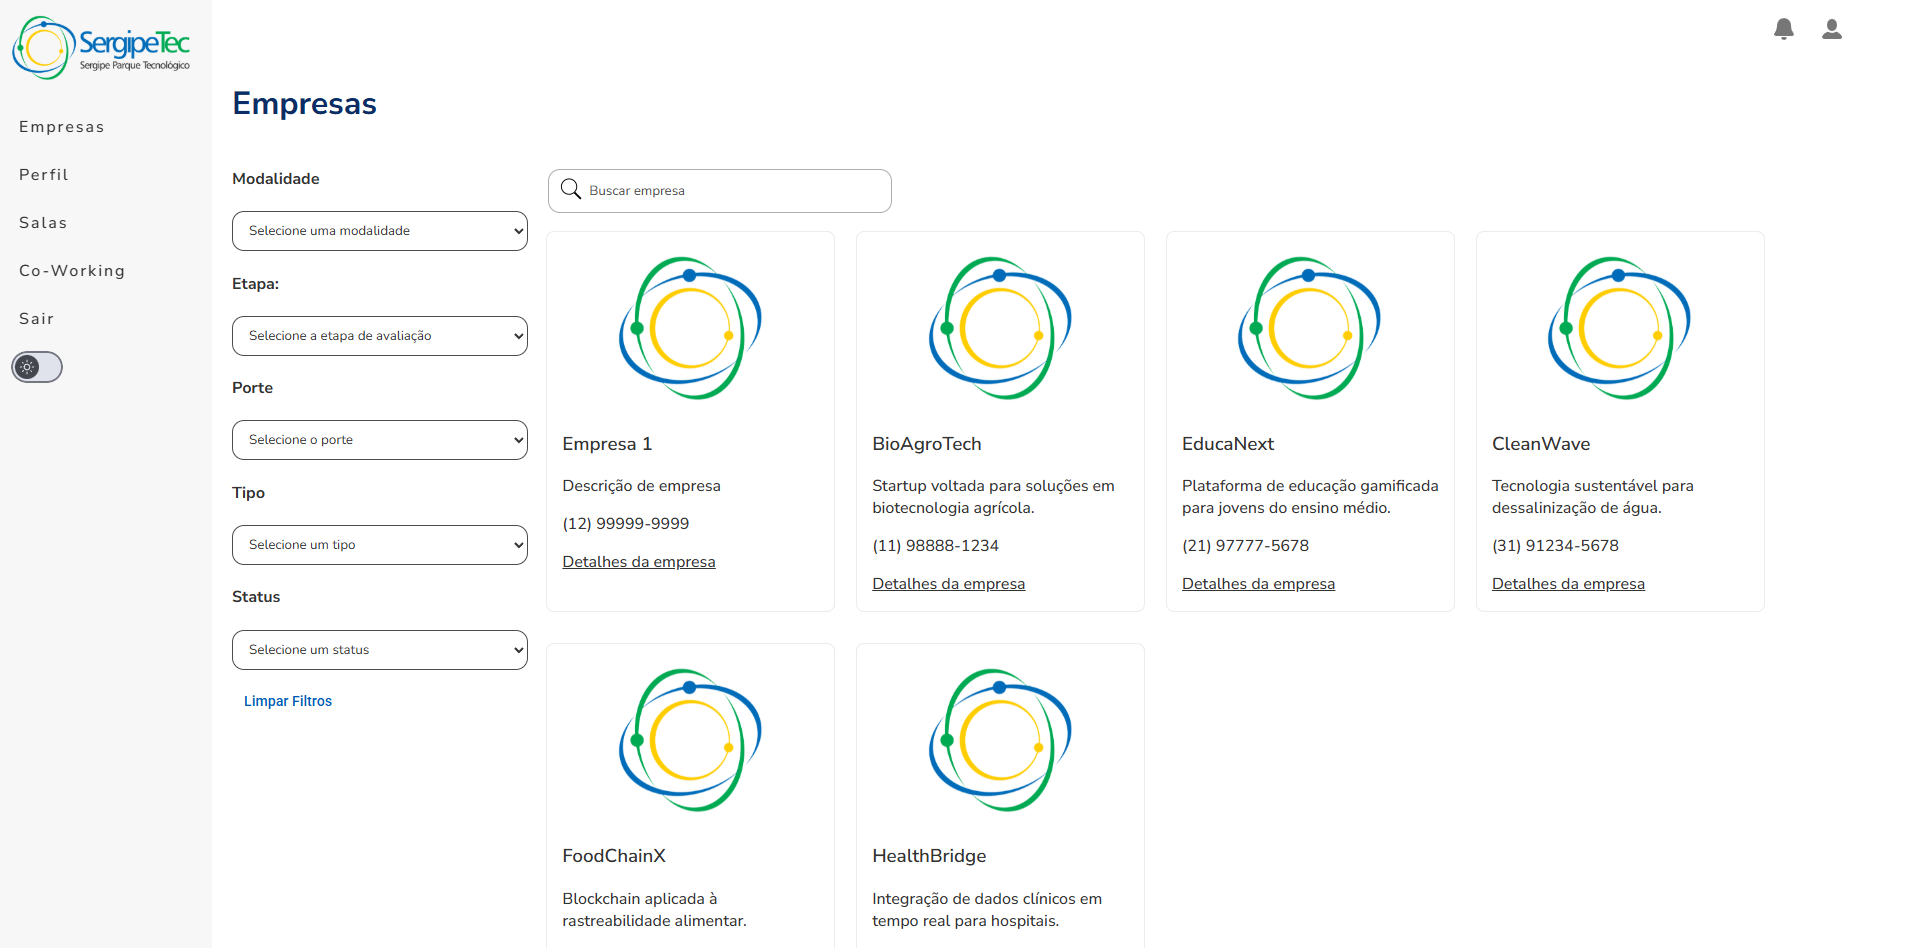 SergipeTec
Sergipe Parque Tecnológico
Empresas
Perfil
Salas
Co-Working
Sair
Empresas
Modalidade
Selecione uma modalidade
Etapa:
Selecione a etapa de avaliação
Porte
Selecione o porte
Tipo
Selecione um tipo
Status
Selecione um status
Limpar Filtros
Buscar empresa
Empresa 1
Descrição de empresa
(12) 99999-9999
Detalhes da empresa
BioAgroTech
Startup voltada para soluções em
biotecnologia agrícola.
(11) 98888-1234
Detalhes da empresa
EducaNext
Plataforma de educação gamificada
para jovens do ensino médio.
(21) 97777-5678
Detalhes da empresa
CleanWave
Tecnologia sustentável para
dessalinização de água.
(31) 91234-5678
Detalhes da empresa
FoodChainX
Blockchain aplicada à
rastreabilidade alimentar.
HealthBridge
Integração de dados clínicos em
tempo real para hospitais.